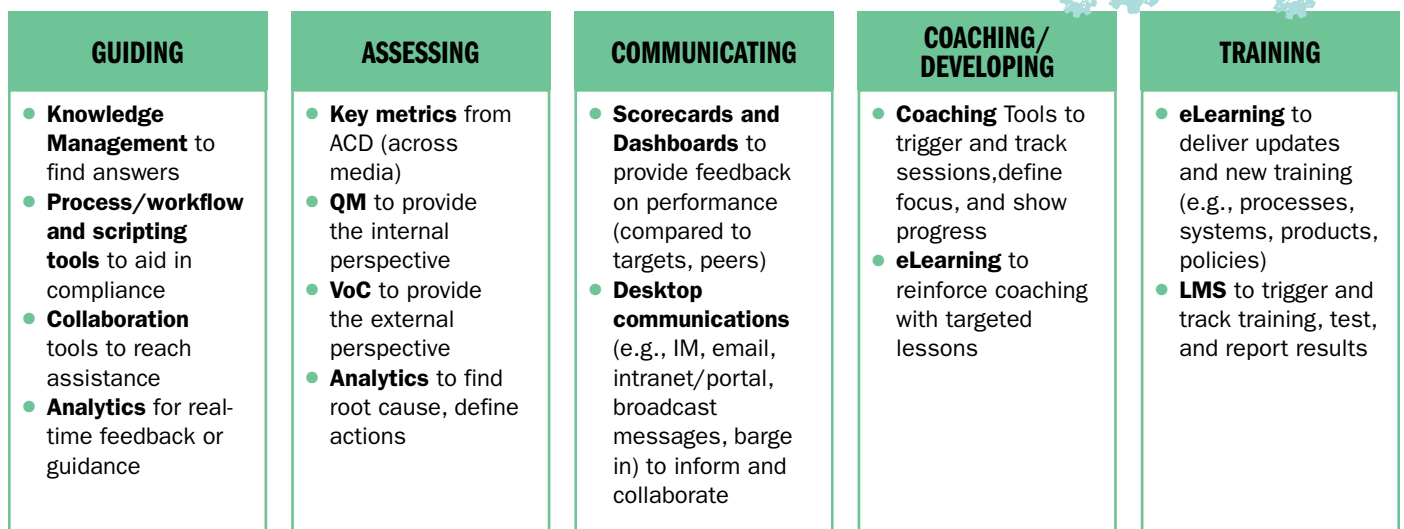 GUIDING
● Knowledge
Management to
find answers
● Process/workflow
and scripting
tools to aid in
compliance
● Collaboration
tools to reach
assistance
● Analytics for real-
time feedback or
guidance
ASSESSING
● Key metrics from
ACD (across
media)
● QM to provide
the internal
perspective
● VoC to provide
the external
perspective
● Analytics to find
root cause, define
actions
COMMUNICATING
● Scorecards and
Dashboards to
provide feedback
on performance
(compared to
targets, peers)
● Desktop
communications
(e.g., IM, email,
intranet/portal,
broadcast
messages, barge
in) to inform and
collaborate
COACHING/
DEVELOPING
● Coaching Tools to
trigger and track
sessions,define
focus, and show
progress
● eLearning to
reinforce coaching
with targeted
lessons
TRAINING
● eLearning to
deliver updates
and new training
(e.g., processes,
systems, products,
policies)
● LMS to trigger and
track training, test,
and report results